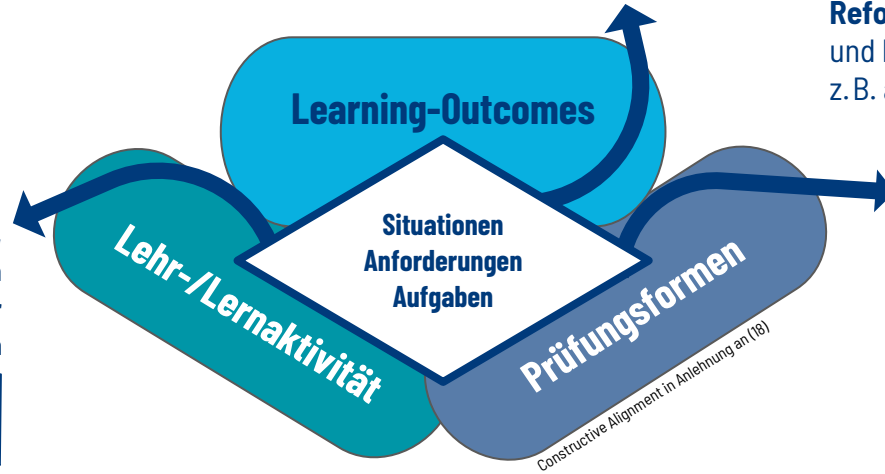 Learning-Outcomes
Situationen
Anforderungen
Aufgaben
Lehr-/Lernaktivität
Prüfungsformen
Constructive Alignment in Anlehnung an (18)
und
z.B.